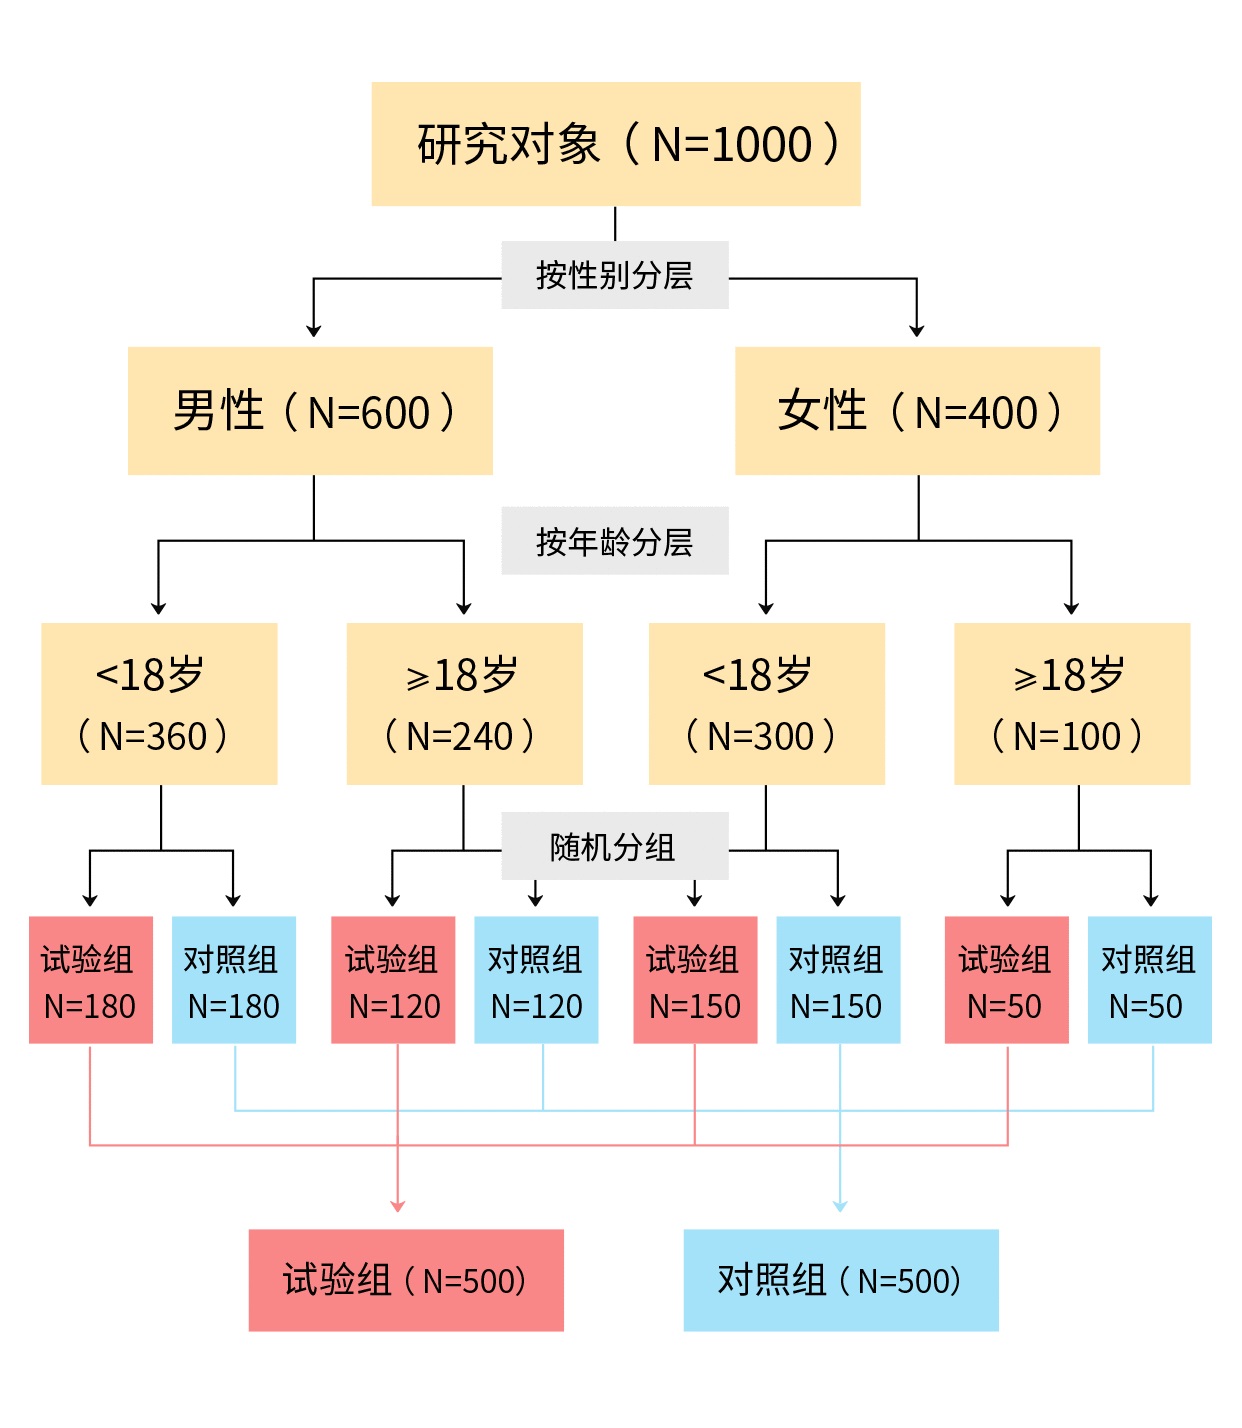 研究对象（N=1000）
按性别分层
男性（N=600）
女性（N=400）
按年龄分层
<18岁
（N=360）
≥18岁
（N=240）
<18岁
（N=300）
≥18岁
（N=100）
随机分组
试验组
N=180
对照组
N=180
试验组
N=120
对照组
N=120
试验组
N=150
对照组
N=150
试验组
N=50
对照组
N=50
试验组（N=500）
对照组（N=500）